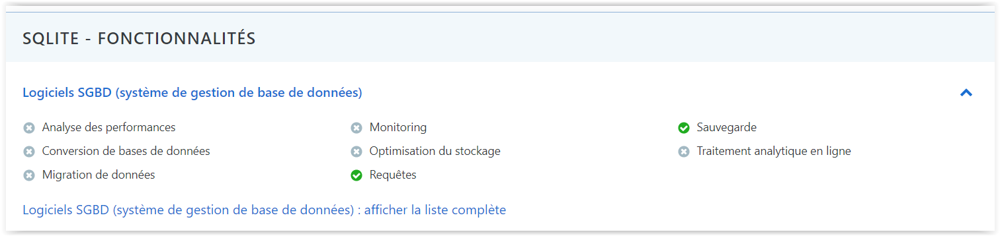 SQLITE - FONCTIONNALITÉS
Logiciels SGBD (système de gestion de base de données)
Analyse des performances
Monitoring
Sauvegarde
Conversion de bases de données
Optimisation du stockage
Traitement analytique en ligne
Migration de données
Requêtes
Logiciels SGBD (système de gestion de base de données) : afficher la liste complète